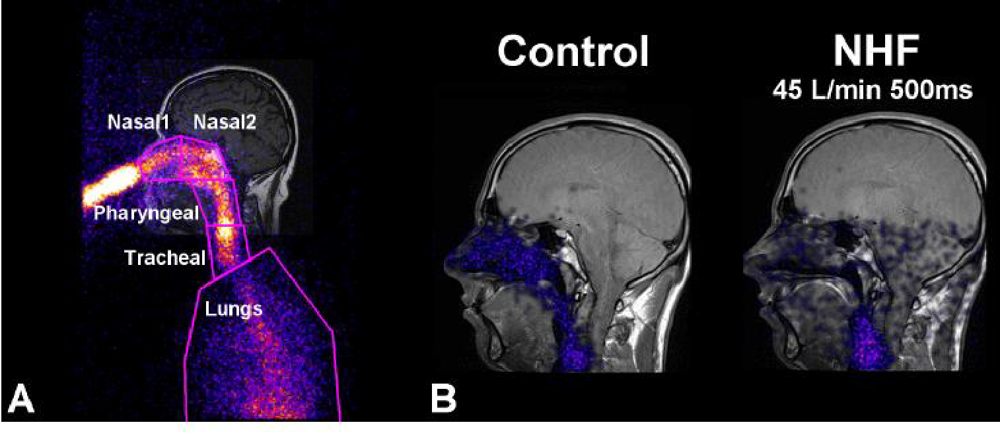 Nasal1 Nasal2
Pharyngeal
Tracheal
Lungs
A
Control
NHF
45 L/min 500ms
B